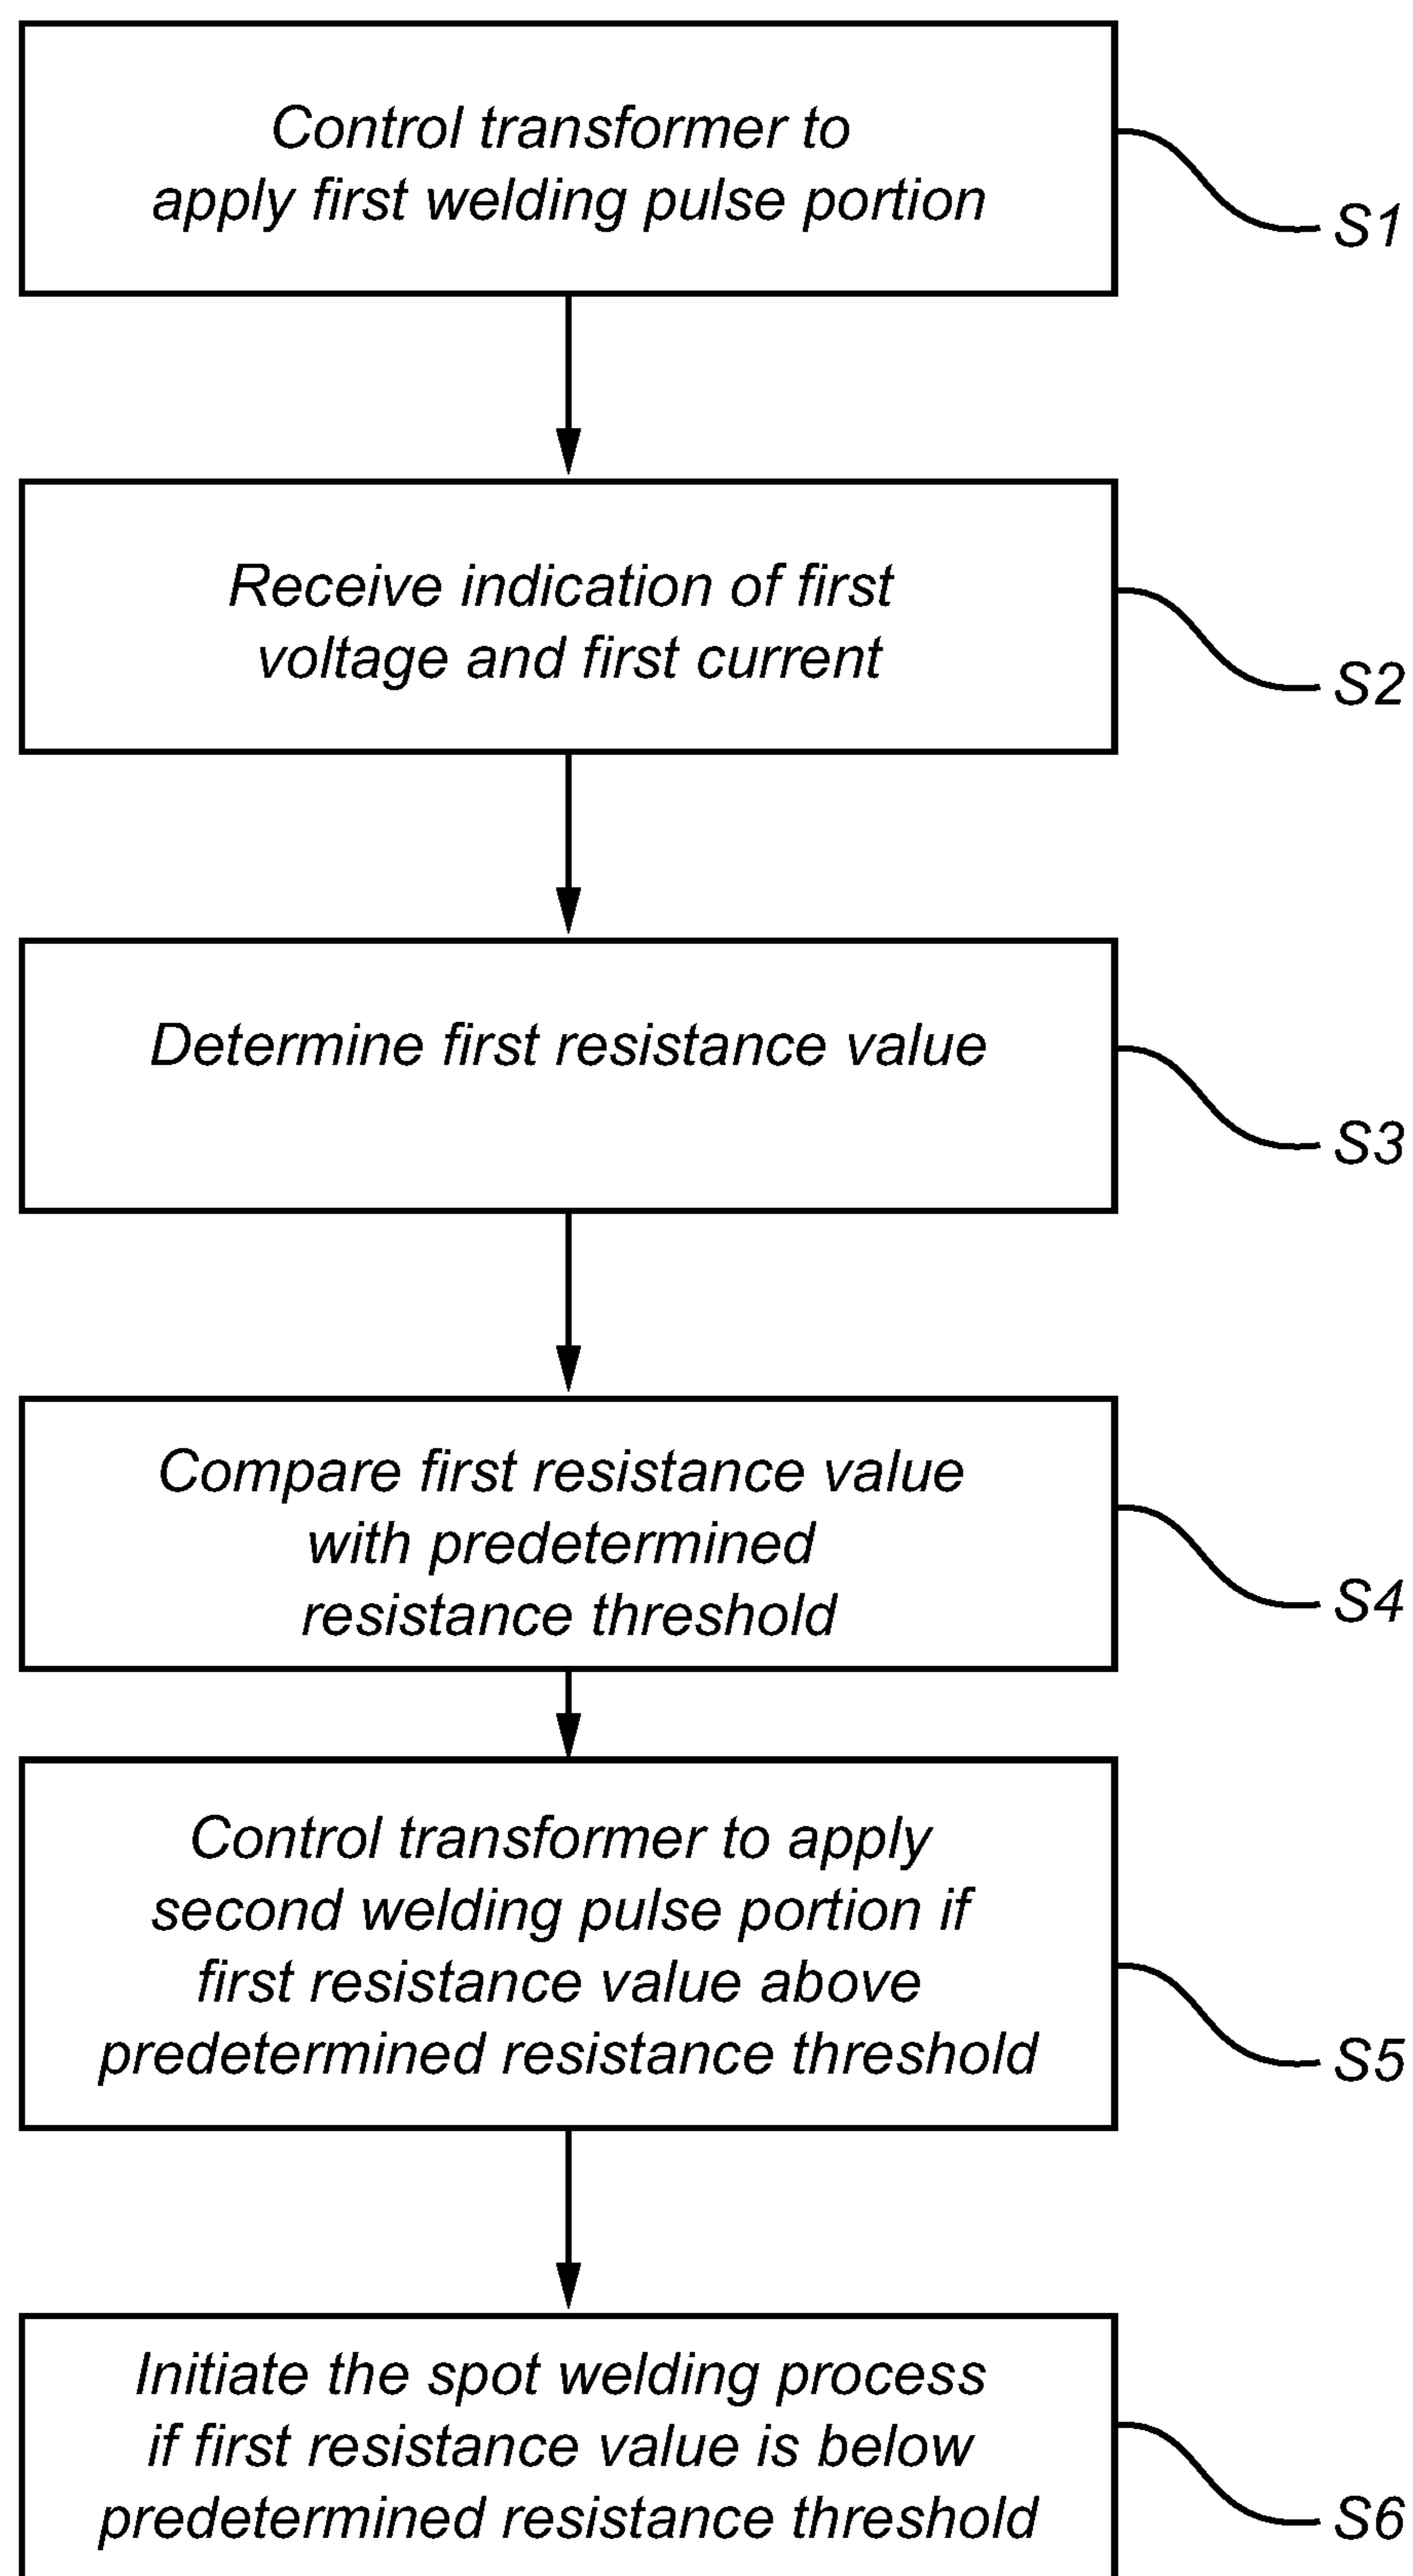 Control transformer to
apply first welding pulse portion
S1
Receive indication of first
voltage and first current
S2
Determine first resistance value
S3
Compare first resistance value
with predetermined
resistance threshold
S4
Control transformer to apply
second welding pulse portion if
first resistance value above
predetermined resistance threshold
S5
Initiate the spot welding process
if first resistance value is below
predetermined resistance threshold
S6